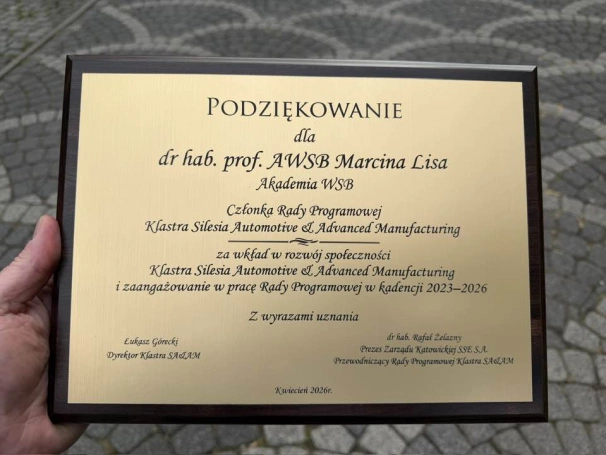 PODZIĘKOWANIE
dla
dr hab. prof. AWSB Marcina Lisa
Akademia WSB
Członka Rady Programowej
Klastra Silesia Automotive & Advanced Manufacturing
za wkład w rozwój społeczności
Klastra Silesia Automotive & Advanced Manufacturing
i zaangażowanie w pracę Rady Programowej w kadencji 2023–2026
Z wyrazami uznania
Łukasz Górecki
Dyrektor Klastra SA&AM
dr hab. Rafał Żelazny
Prezes Zarządu Katowickiej SSE S.A.
Przewodniczący Rady Programowej Klastra SA&AM
Kwiecień 2026r.